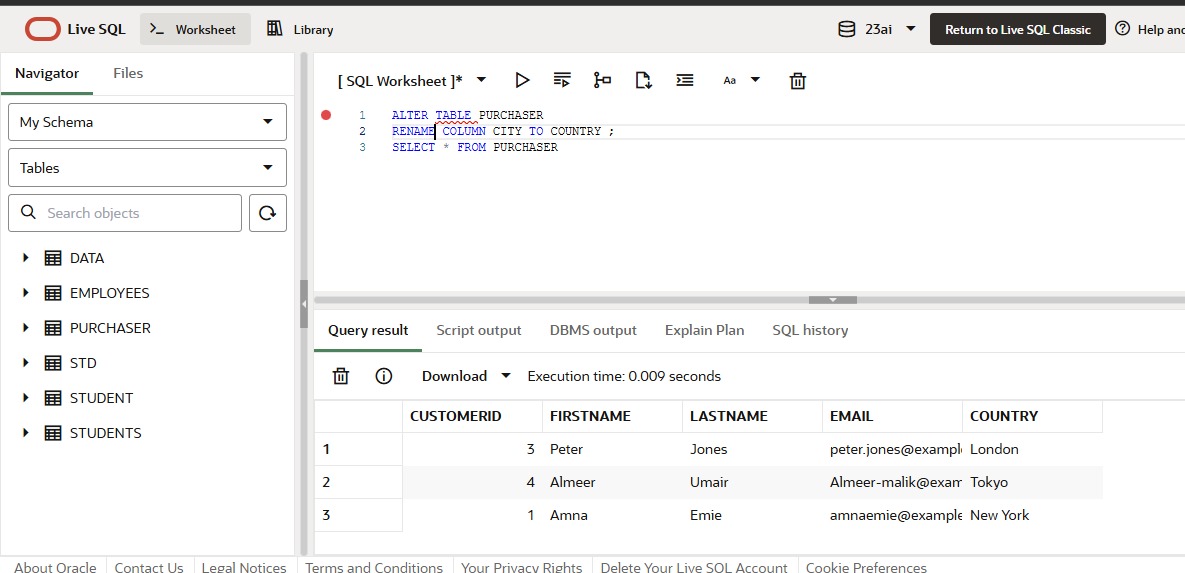 Live SQL Worksheet Library 23ai Return to Live SQL Classic Help and
Navigator Files
My Schema
Tables
Search objects
DATA
EMPLOYEES
PURCHASER
STD
STUDENT
STUDENTS
[ SQL Worksheet ]* Aa
1 ALTER TABLE PURCHASER
2 RENAME COLUMN CITY TO COUNTRY ;
3 SELECT * FROM PURCHASER
Query result Script output DBMS output Explain Plan SQL history
Download Execution time: 0.009 seconds
CUSTOMERID FIRSTNAME LASTNAME EMAIL COUNTRY
1 3 Peter Jones peter.jones@exampl London
2 4 Almeer Umair Almeer-malik@exam Tokyo
3 1 Amna Emie amnaemie@example New York
About Oracle Contact Us Legal Notices Terms and Conditions Your Privacy Rights Delete Your Live SQL Account Cookie Preferences